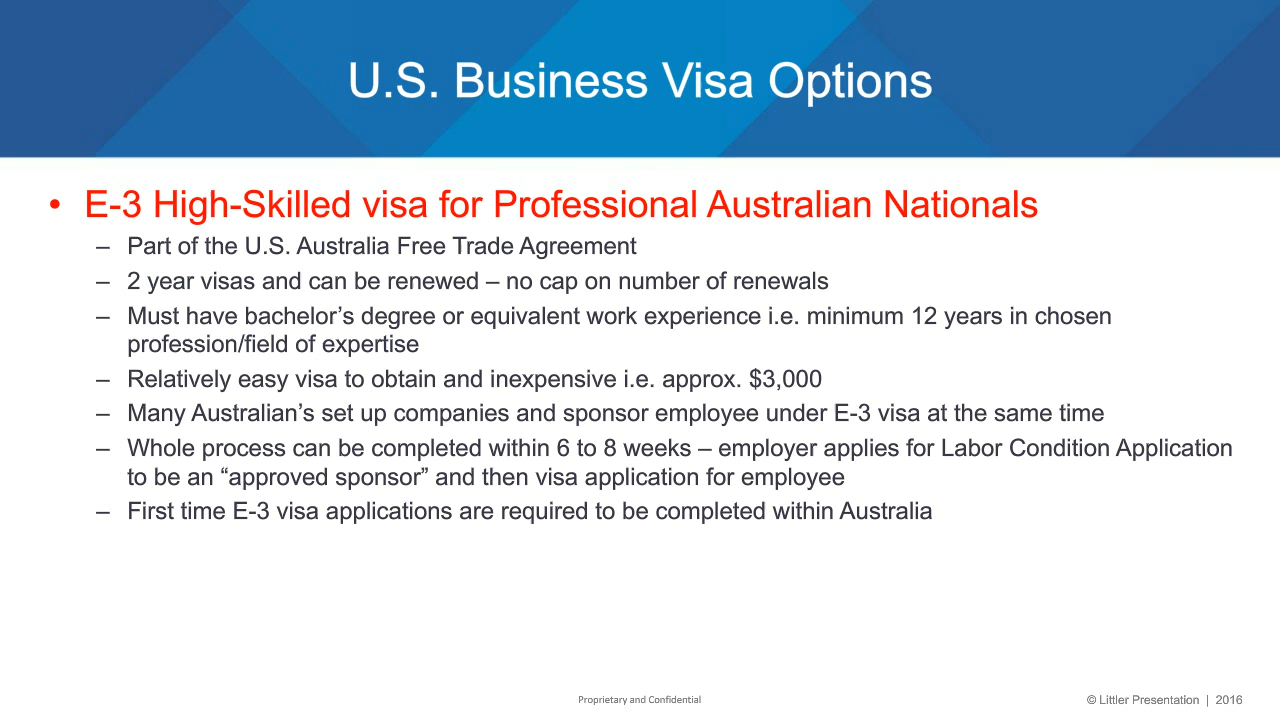 U.S. Business Visa Options
• E-3 High-Skilled visa for Professional Australian Nationals
– Part of the U.S. Australia Free Trade Agreement
– 2 year visas and can be renewed – no cap on number of renewals
– Must have bachelor’s degree or equivalent work experience i.e. minimum 12 years in chosen
profession/field of expertise
– Relatively easy visa to obtain and inexpensive i.e. approx. $3,000
– Many Australian’s set up companies and sponsor employee under E-3 visa at the same time
– Whole process can be completed within 6 to 8 weeks – employer applies for Labor Condition Application
to be an “approved sponsor” and then visa application for employee
– First time E-3 visa applications are required to be completed within Australia
Proprietary and Confidential
© Littler Presentation | 2016